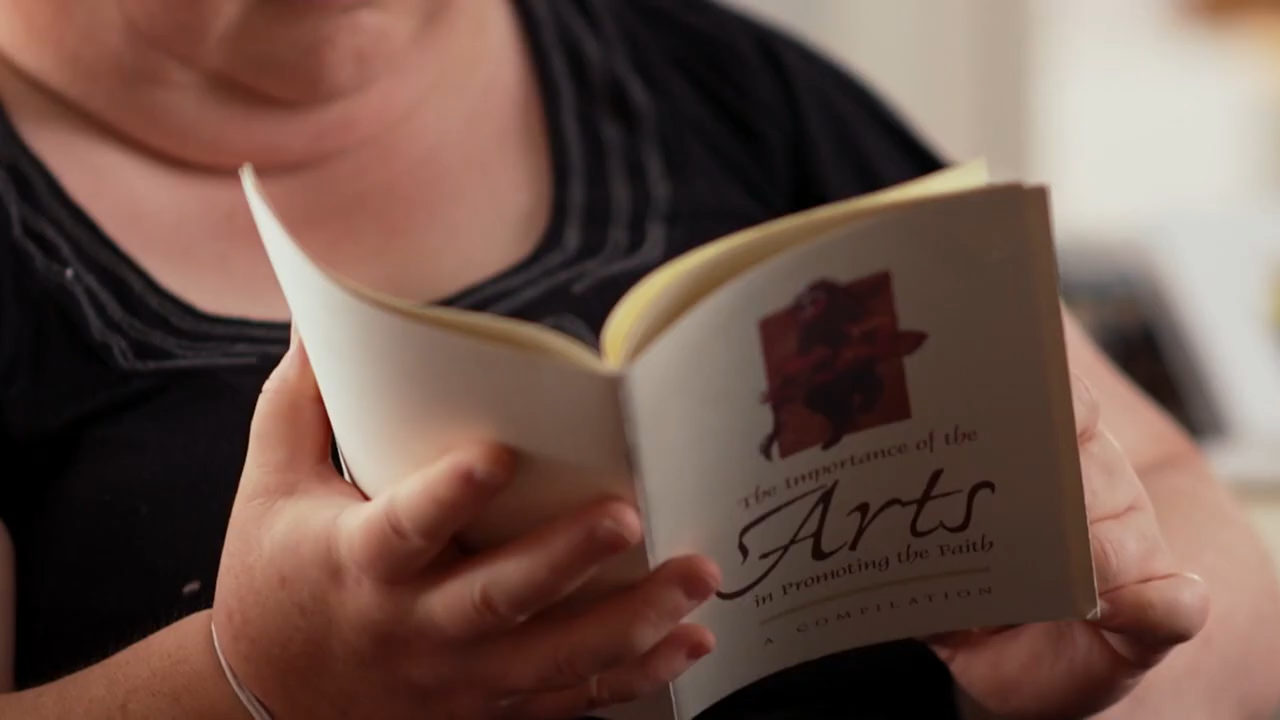 The Importance of the
Arts
in Promoting the Faith
A COMPILATION